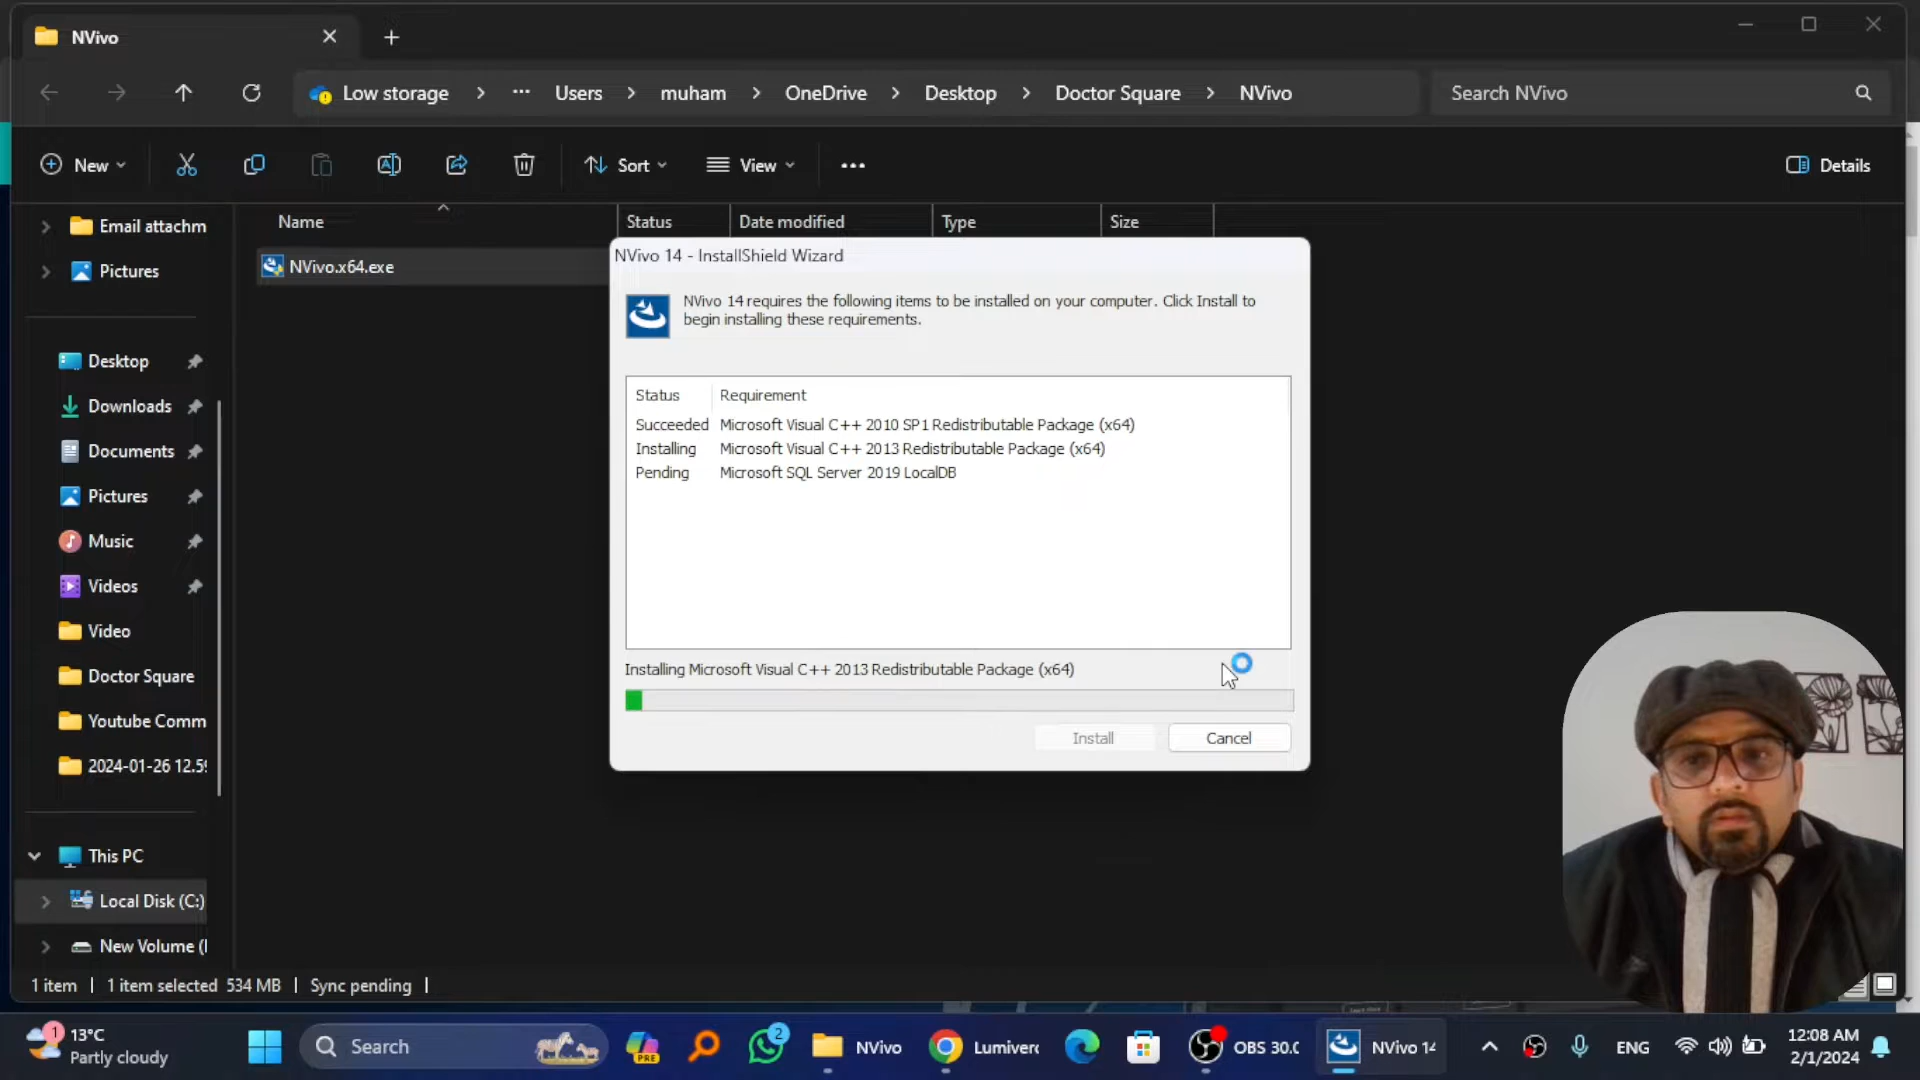 NVivo
Low storage > ... Users > muham > OneDrive > Desktop > Doctor Square > NVivo
Search NVivo
New
Sort
View
...
Details
Email attachm
Pictures
Desktop
Downloads
Documents
Pictures
Music
Videos
Video
Doctor Square
Youtube Comm
2024-01-26 12.59
This PC
Local Disk (C:)
New Volume (
Name Status Date modified Type Size
NVivo.x64.exe
NVivo 14 - InstallShield Wizard
NVivo 14 requires the following items to be installed on your computer. Click Install to
begin installing these requirements.
Status Requirement
Succeeded Microsoft Visual C++ 2010 SP1 Redistributable Package (x64)
Installing Microsoft Visual C++ 2013 Redistributable Package (x64)
Pending Microsoft SQL Server 2019 LocalDB
Installing Microsoft Visual C++ 2013 Redistributable Package (x64)
Install Cancel
1 item | 1 item selected 534 MB | Sync pending |
1
13°C
Partly cloudy
Search
PRE
2
NVivo
Lumiverc
OBS 30.0
NVivo 14
ENG
12:08 AM
2/1/2024